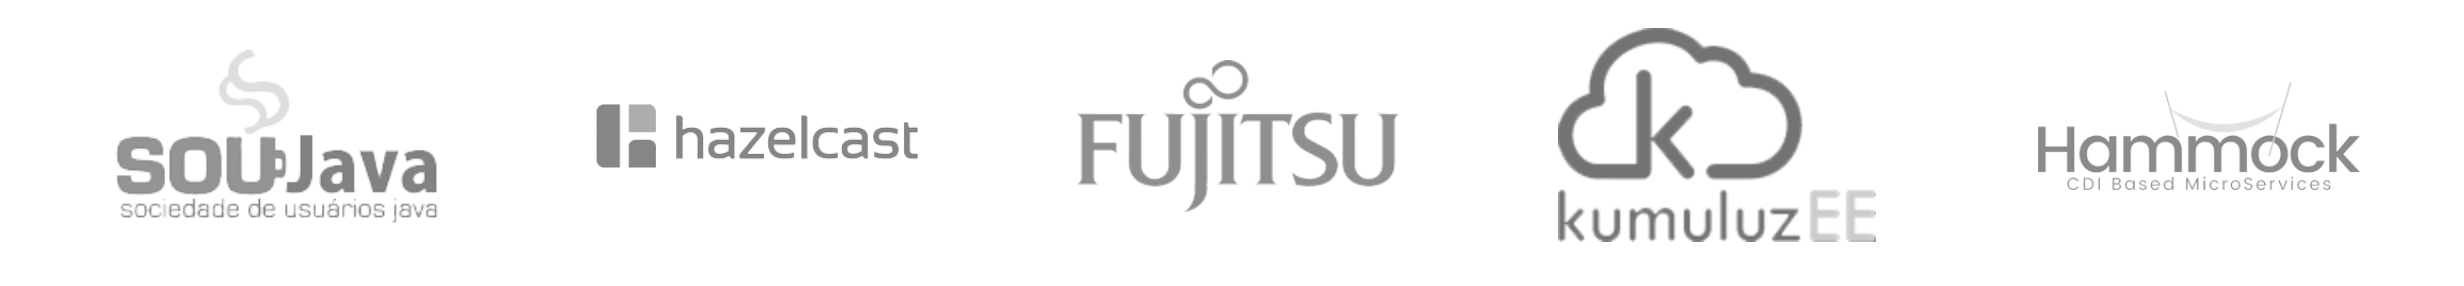 SOUJava
sociedade de usuários java
hazelcast
FUJITSU
k
kumuluzEE
Hammock
CDI Based MicroServices